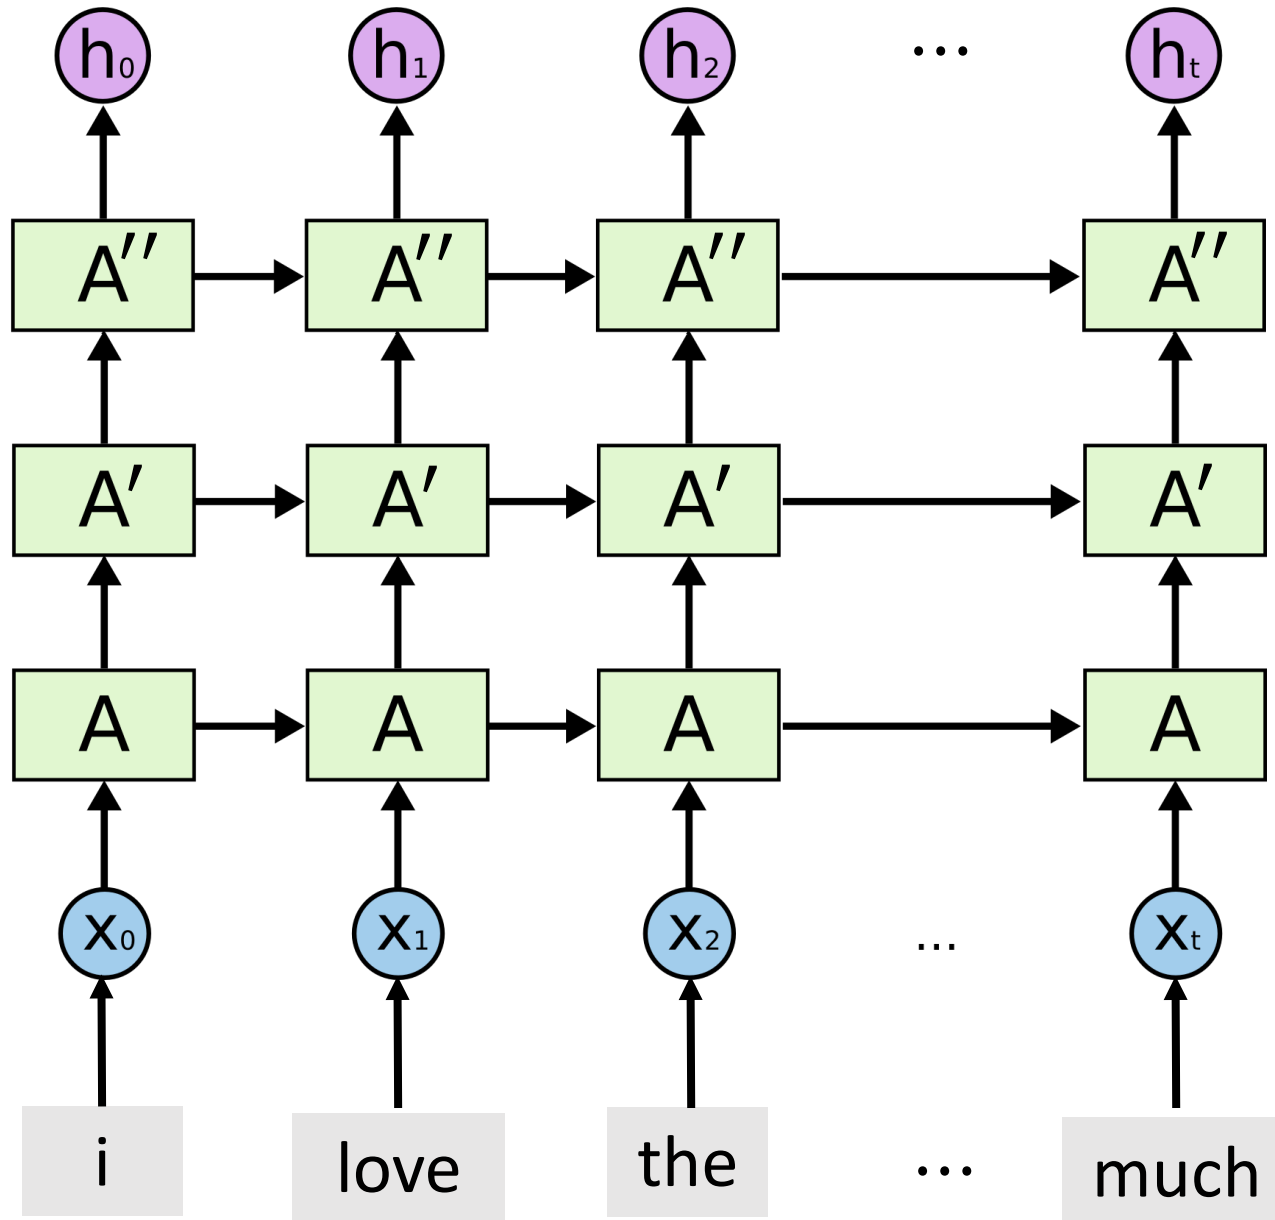 h0 h1 h2 ... ht
A′′ A′′ A′′ A′′
A′ A′ A′ A′
A A A A
x0 x1 x2 ... xt
i love the ... much